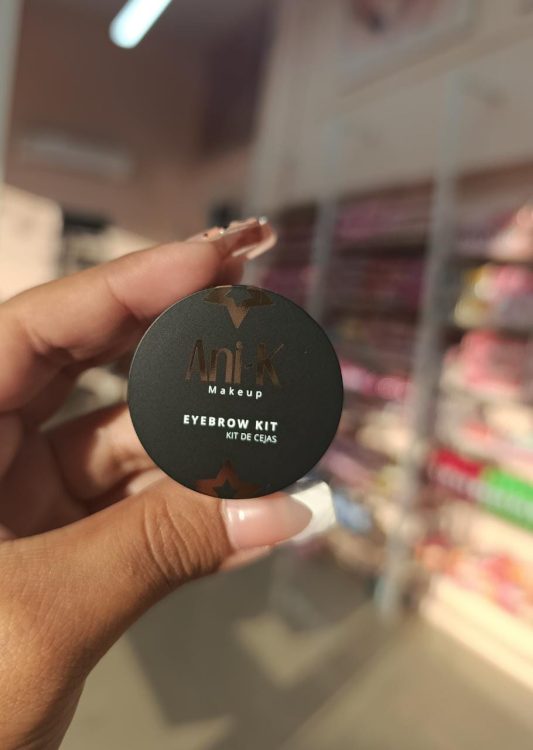 Ani-K
Makeup
EYEBROW KIT
KIT DE CEJAS